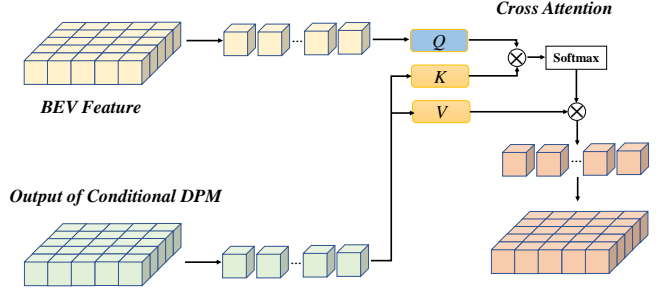 Cross Attention
Q
Softmax
K
BEV Feature
V
Output of Conditional DPM